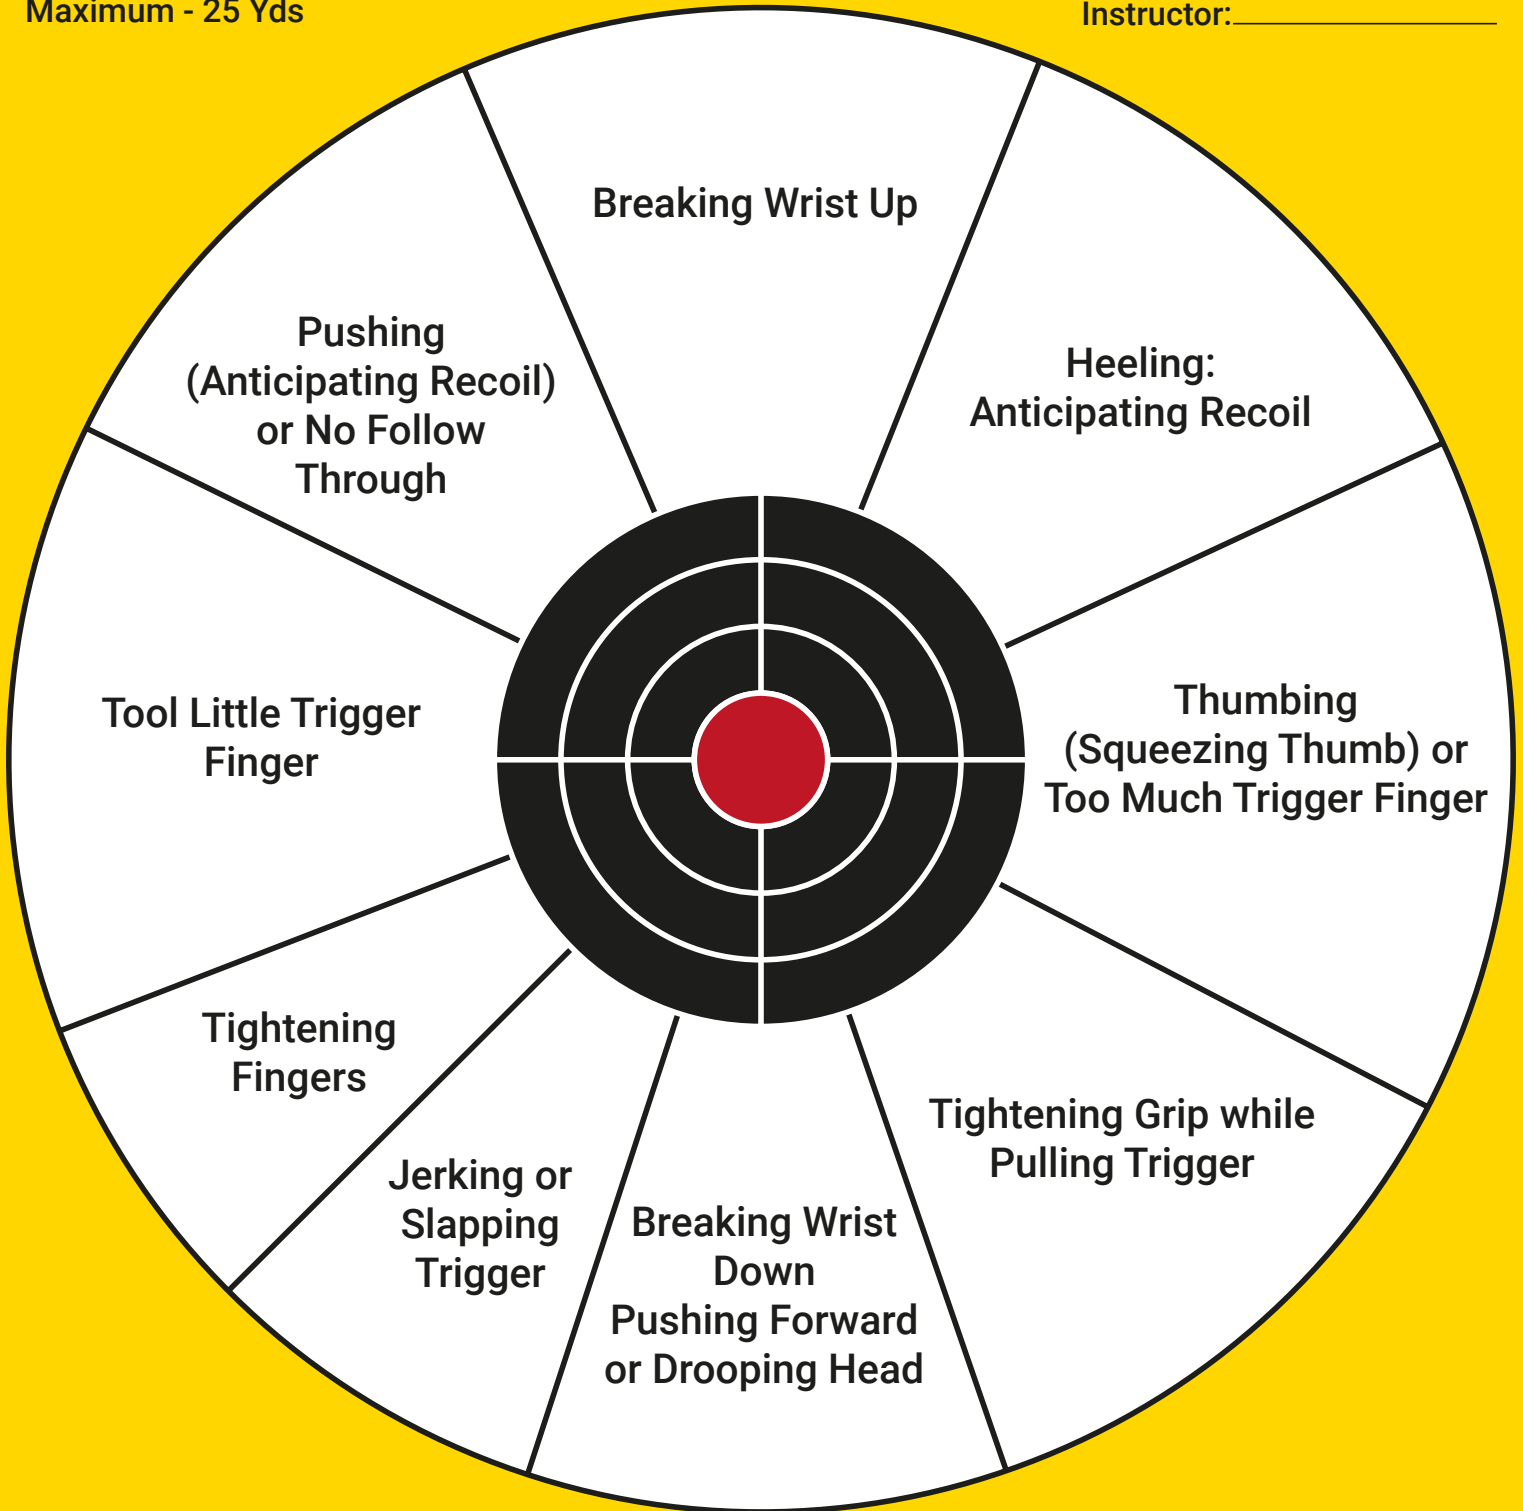 Maximum - 25 Yds
Instructor:
Breaking Wrist Up
Pushing
(Anticipating Recoil)
or No Follow
Through
Heeling:
Anticipating Recoil
Tool Little Trigger
Finger
Thumbing
(Squeezing Thumb) or
Too Much Trigger Finger
Tightening
Fingers
Jerking or
Slapping
Trigger
Breaking Wrist
Down
Pushing Forward
or Drooping Head
Tightening Grip while
Pulling Trigger